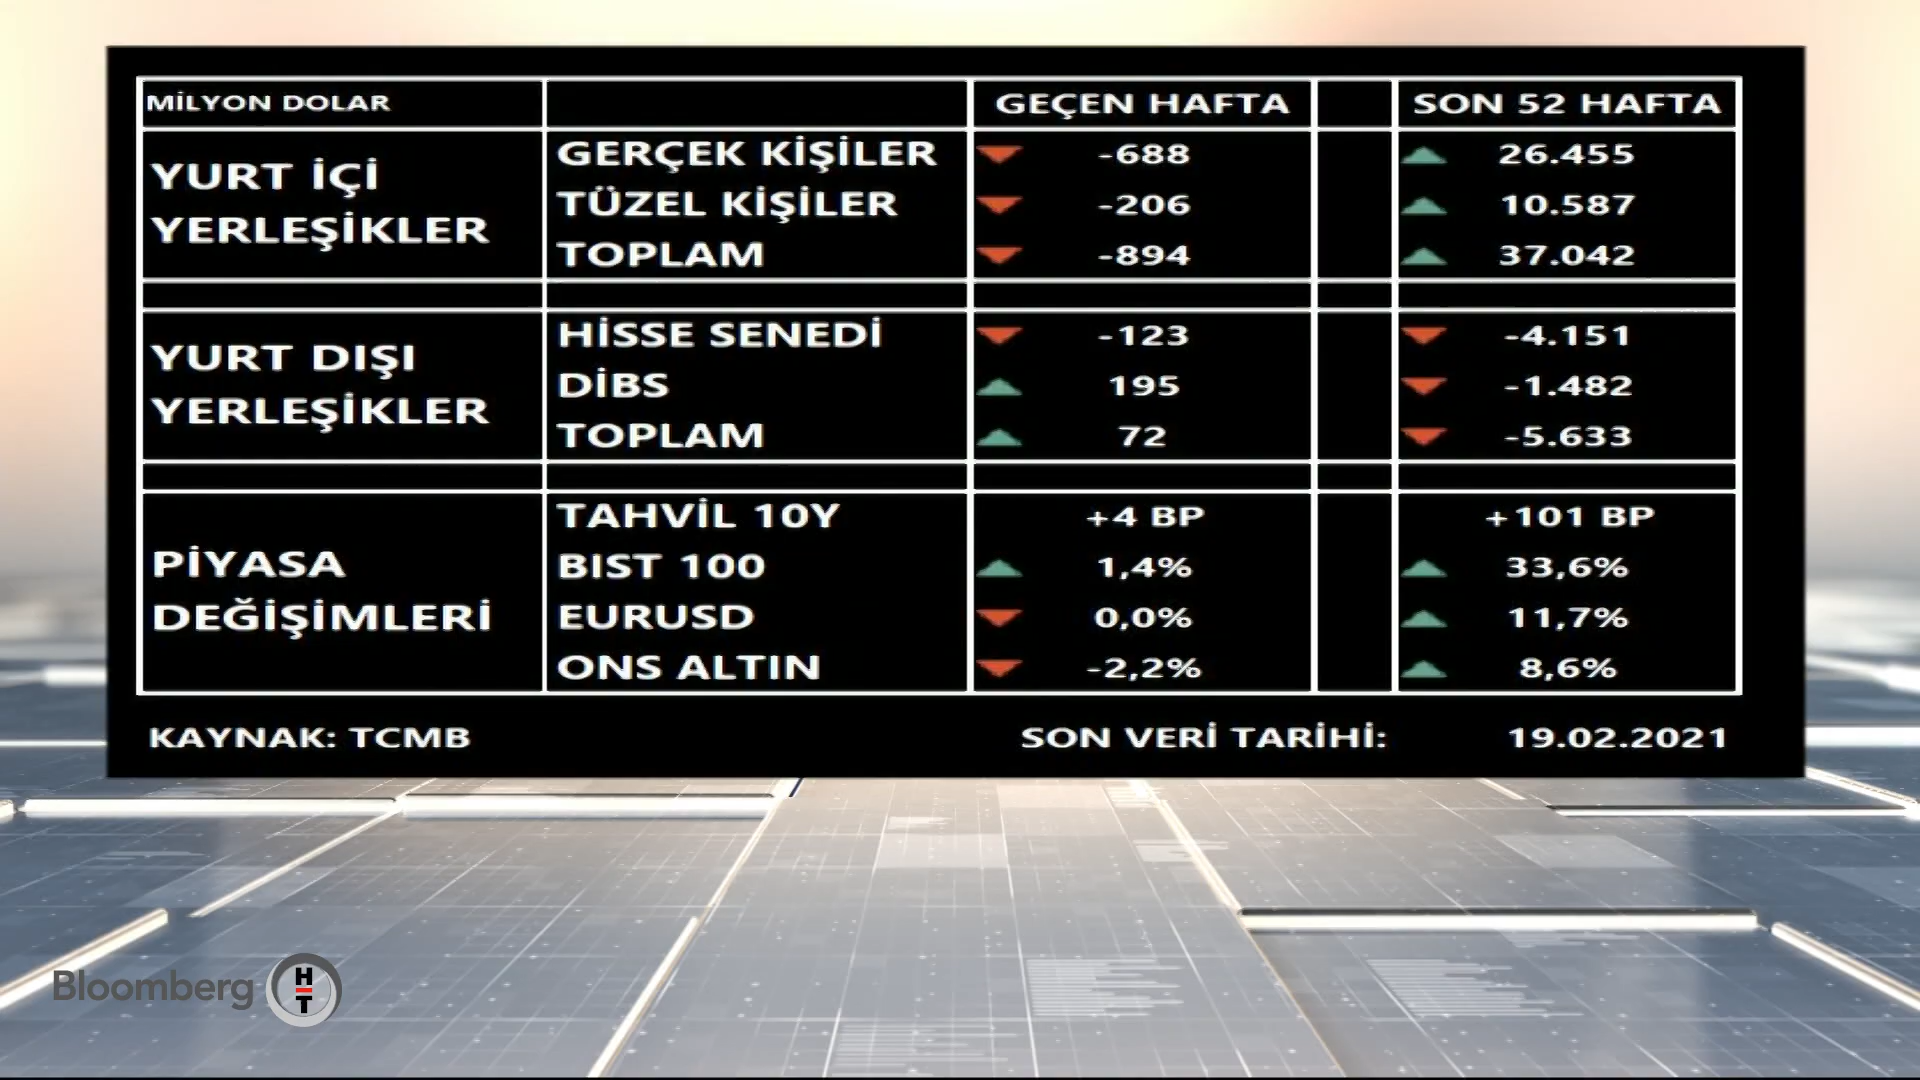 MİLYON DOLAR GEÇEN HAFTA SON 52 HAFTA
YURT İÇİ
YERLEŞİKLER
GERÇEK KİŞİLER -688 26.455
TÜZEL KİŞİLER -206 10.587
TOPLAM -894 37.042
YURT DIŞI
YERLEŞİKLER
HİSSE SENEDİ -123 -4.151
DİBS 195 -1.482
TOPLAM 72 -5.633
PİYASA
DEĞİŞİMLERİ
TAHVİL 10Y +4 BP +101 BP
BIST 100 1,4% 33,6%
EURUSD 0,0% 11,7%
ONS ALTIN -2,2% 8,6%
KAYNAK: TCMB SON VERİ TARİHİ: 19.02.2021
Bloomberg HT